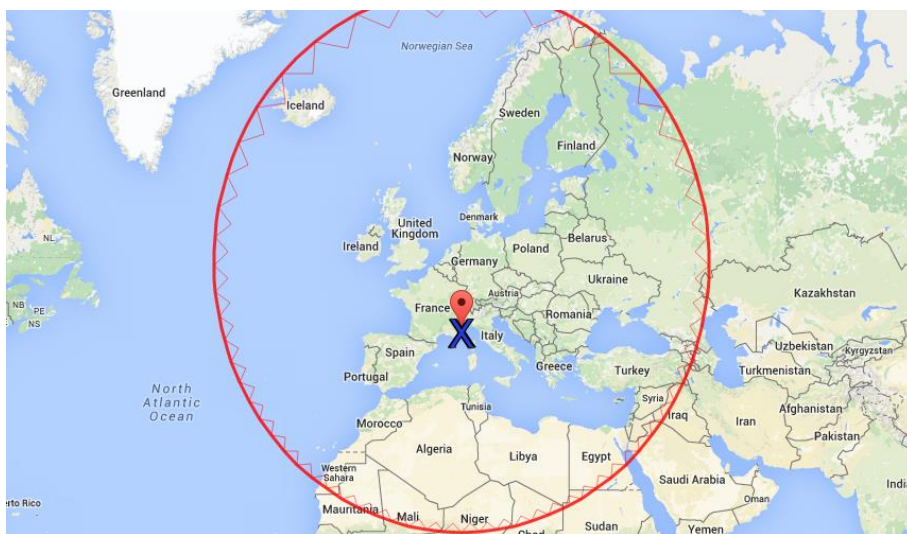 Norwegian Sea
Greenland
Iceland
Sweden
Finland
Norway
United
Kingdom
Denmark
Ireland
Poland
Belarus
Germany
NL
Ukraine
Austria
France
Kazakhstan
NB
PE
NS
Romania
X
Italy
Uzbekistan
Kyrgyzstan
Spain
Greece
Turkey
Turkmenistan
Portugal
North
Atlantic
Ocean
Tunisia
Syria
Iraq
Iran
Afghanistan
Morocco
Pakistan
Algeria
Libya
Egypt
Western
Sahara
Saudi Arabia
India
Oman
erto Rico
Mauritania
Mali
Niger
Sudan
Chad
Yemen